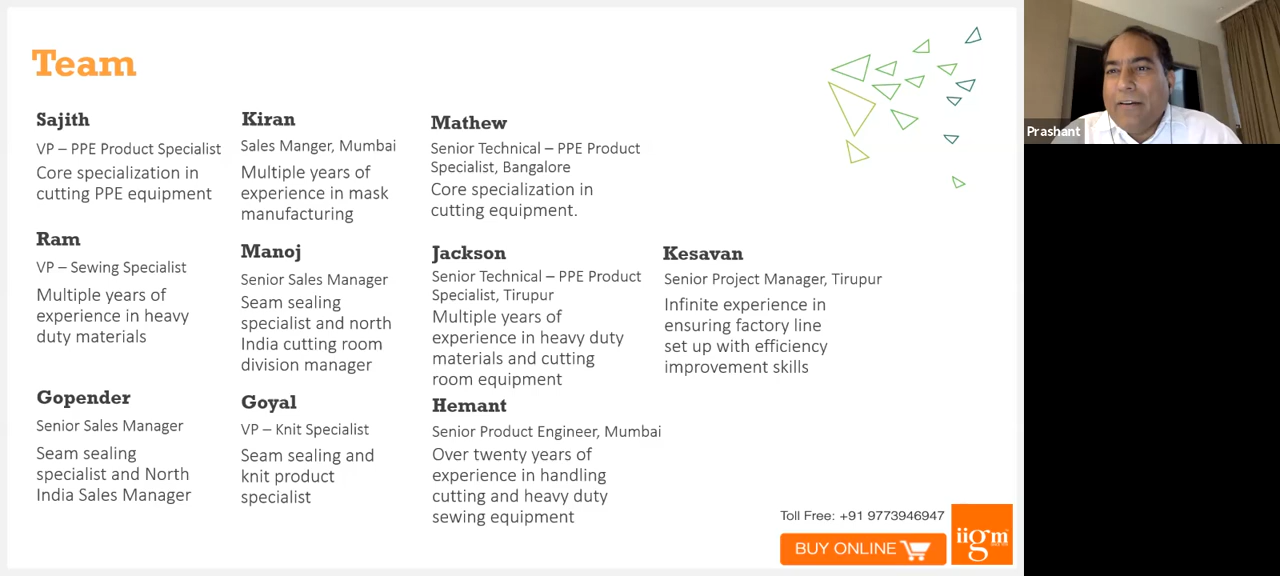 Team
Sajith
VP – PPE Product Specialist
Core specialization in
cutting PPE equipment
Kiran
Sales Manger, Mumbai
Multiple years of
experience in mask
manufacturing
Mathew
Senior Technical – PPE Product
Specialist, Bangalore
Core specialization in
cutting equipment.
Ram
VP – Sewing Specialist
Multiple years of
experience in heavy
duty materials
Manoj
Senior Sales Manager
Seam sealing
specialist and north
India cutting room
division manager
Jackson
Senior Technical – PPE Product
Specialist, Tirupur
Multiple years of
experience in heavy duty
materials and cutting
room equipment
Kesavan
Senior Project Manager, Tirupur
Infinite experience in
ensuring factory line
set up with efficiency
improvement skills
Gopender
Senior Sales Manager
Seam sealing
specialist and North
India Sales Manager
Goyal
VP – Knit Specialist
Seam sealing and
knit product
specialist
Hemant
Senior Product Engineer, Mumbai
Over twenty years of
experience in handling
cutting and heavy duty
sewing equipment
Toll Free: +91 9773946947
BUY ONLINE
iigm
Prashant